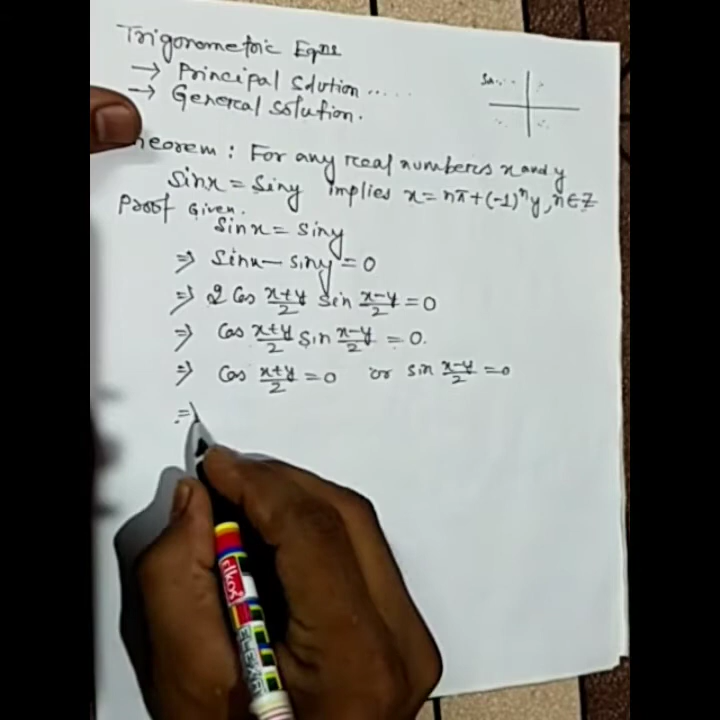 Trigonometric Eqns
→ Principal Solution .....
→ General Solution.
heorem : For any real numbers x and y
sinx = siny implies x = nπ + (-1)ⁿy, n ∈ Z
Proof Given.
sinx = siny
⇒ sinx - siny = 0
⇒ 2 Cos (x+y)/2 sin (x-y)/2 = 0
⇒ Cos (x+y)/2 sin (x-y)/2 = 0.
⇒ Cos (x+y)/2 = 0 or sin (x-y)/2 = 0
⇒
elkos